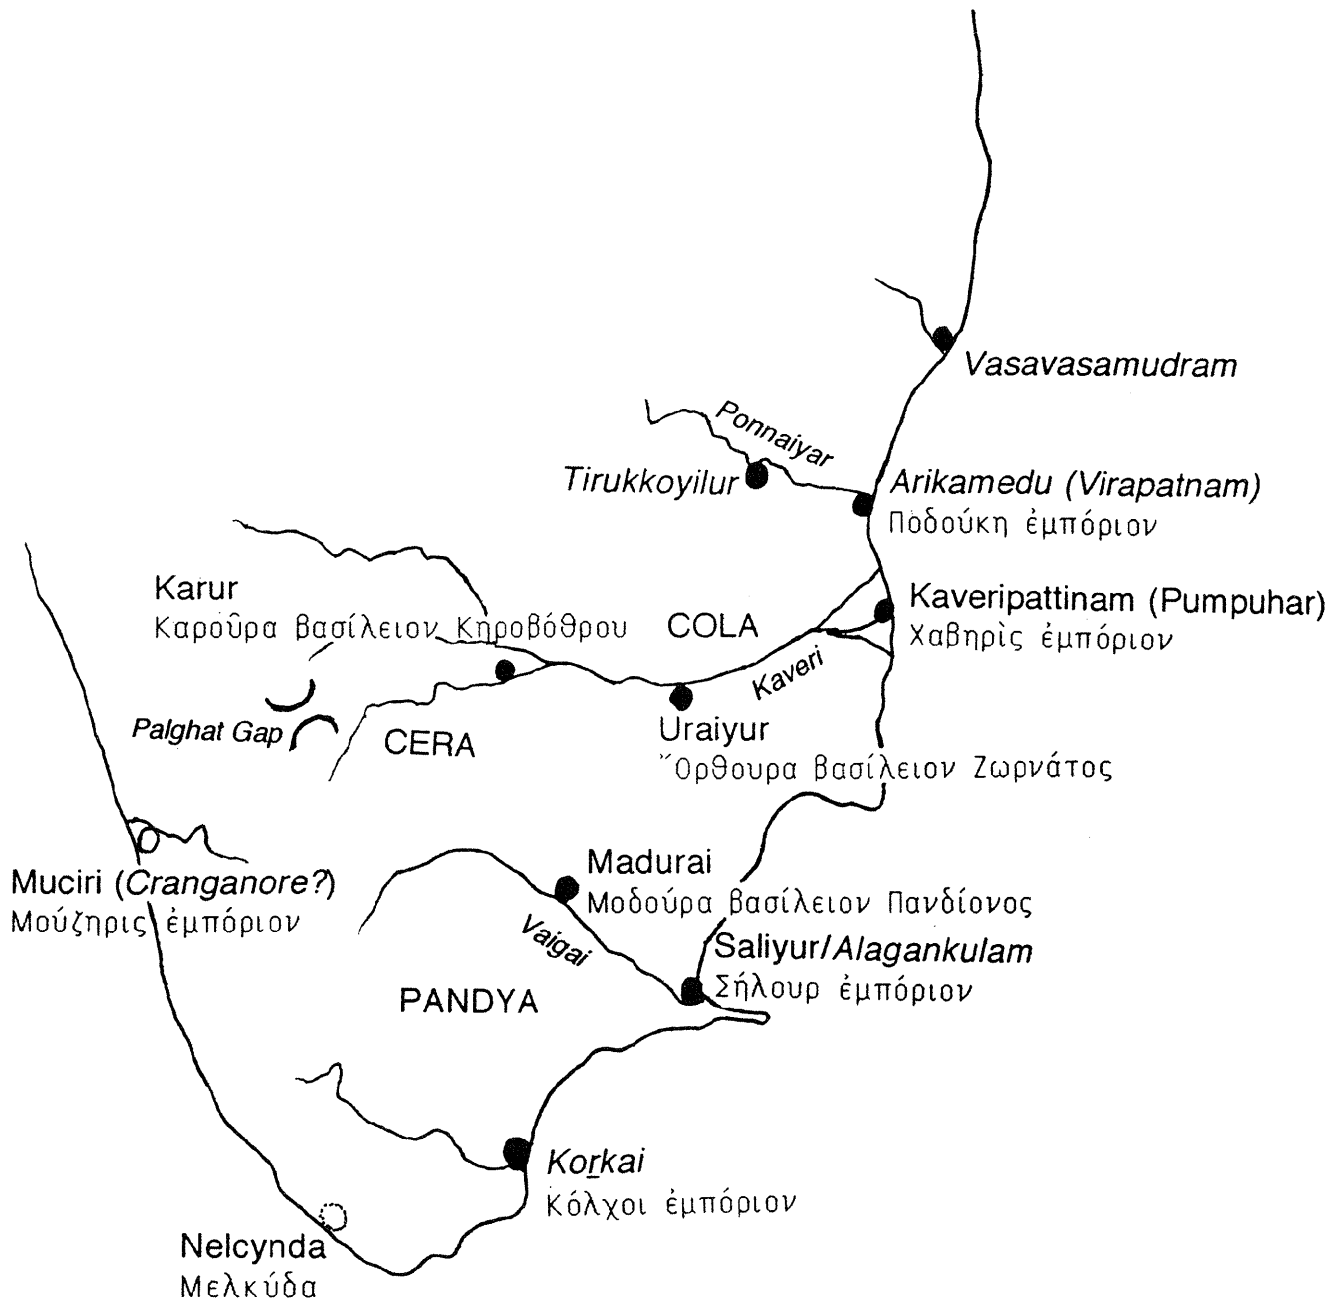 Vasavasamudram
Ponnaiyar
Tirukkoyilur
Arikamedu (Virapatnam)
Ποδούκη ἐμπόριον
Karur
Καροῦρα βασίλειον Κηροβόθρου
COLA
Kaveripattinam (Pumpuhar)
Χαβηρὶς ἐμπόριον
Kaveri
Palghat Gap
CERA
Uraiyur
Ὄρθουρα βασίλειον Ζωρνάτος
Muciri (Cranganore?)
Μούζηρις ἐμπόριον
Madurai
Μοδούρα βασίλειον Πανδίονος
Vaigai
Saliyur/Alagankulam
Σήλουρ ἐμπόριον
PANDYA
Koṟkai
Κόλχοι ἐμπόριον
Nelcynda
Μελκύδα